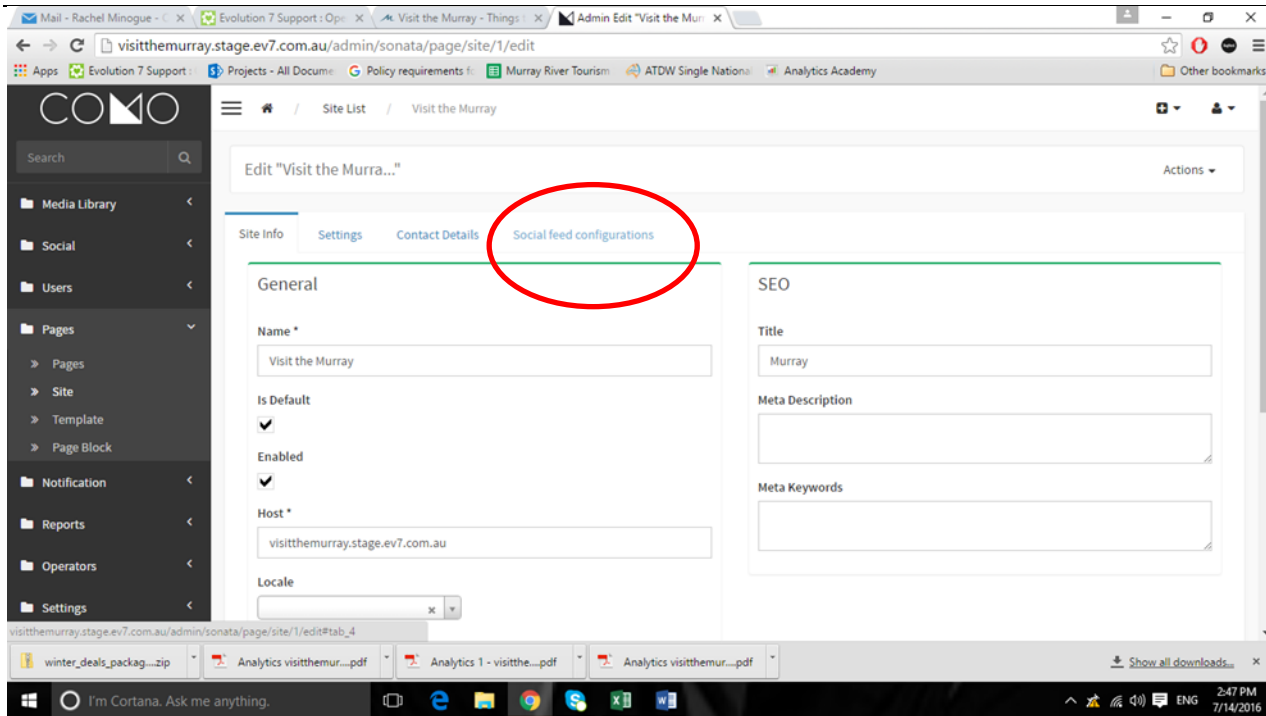 Mail - Rachel Minogue - O
Evolution 7 Support : Ope
Visit the Murray - Things t
Admin Edit "Visit the Murr
visitthemurray.stage.ev7.com.au/admin/sonata/page/site/1/edit
Apps Evolution 7 Support : Projects - All Docume Policy requirements fo Murray River Tourism ATDW Single Nationa Analytics Academy Other bookmarks
COMO
Site List / Visit the Murray
Search
Edit "Visit the Murra..." Actions
Media Library
Site Info Settings Contact Details Social feed configurations
Social
General SEO
Users
Pages
Name * Title
Visit the Murray Murray
Pages
Site
Is Default Meta Description
Template
Page Block
Enabled
Notification
Meta Keywords
Host *
Reports
visitthemurray.stage.ev7.com.au
Operators
Locale
Settings
visitthemurray.stage.ev7.com.au/admin/sonata/page/site/1/edit#tab_4
winter_deals_packag....zip Analytics visitthemur....pdf Analytics 1 - visitthe....pdf Analytics visitthemur....pdf Show all downloads...
I'm Cortana. Ask me anything. ENG 2:47 PM
7/14/2016